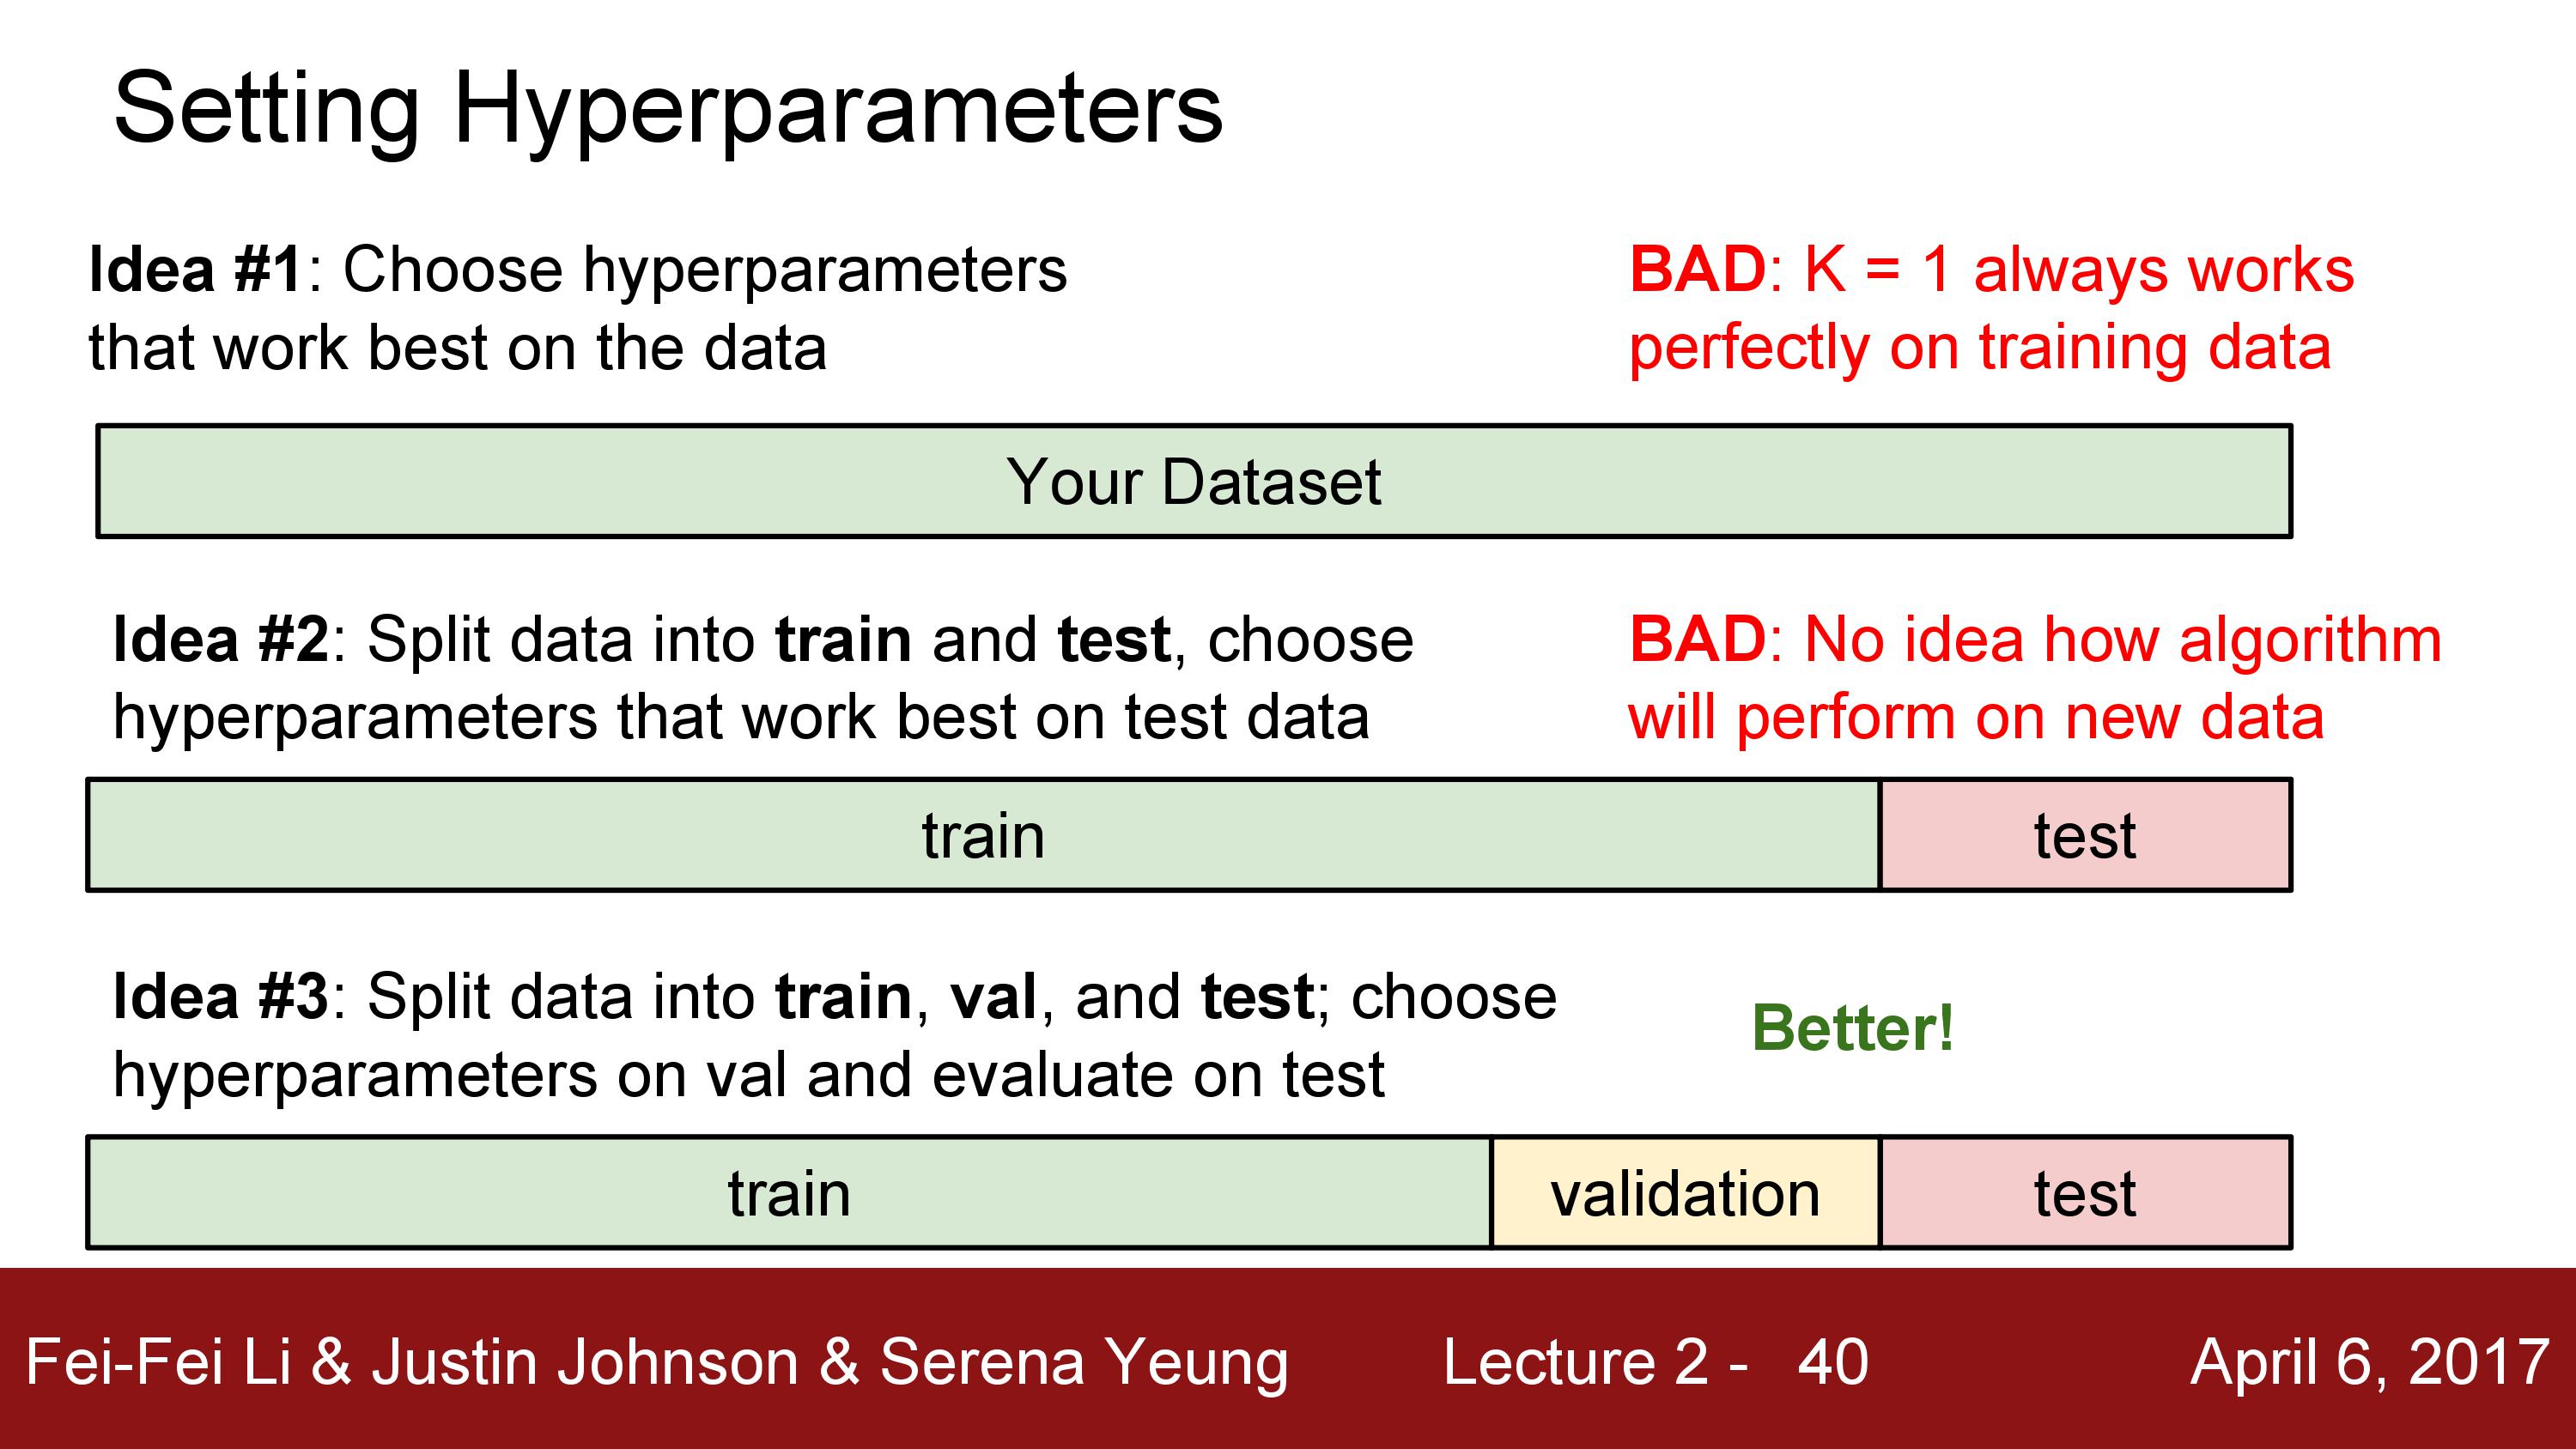 Setting Hyperparameters
Idea #1: Choose hyperparameters
that work best on the data
BAD: K = 1 always works
perfectly on training data
Your Dataset
Idea #2: Split data into train and test, choose
hyperparameters that work best on test data
BAD: No idea how algorithm
will perform on new data
train
test
Idea #3: Split data into train, val, and test; choose
hyperparameters on val and evaluate on test
Better!
train
validation
test
Fei-Fei Li & Justin Johnson & Serena Yeung
Lecture 2 - 40
April 6, 2017